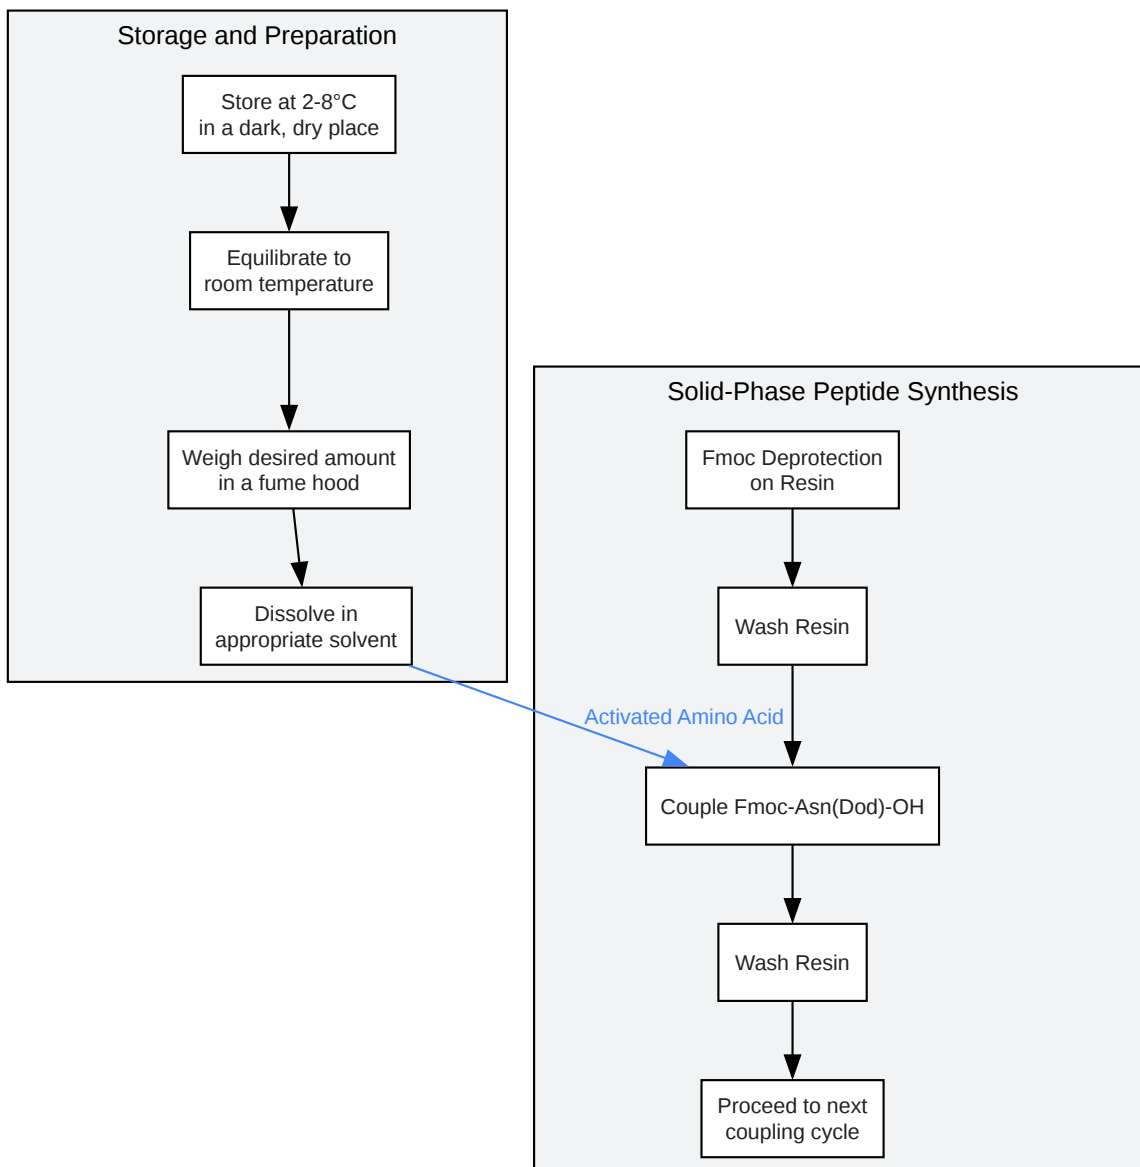 Storage and Preparation
Store at 2-8°C
in a dark, dry place
Equilibrate to
room temperature
Weigh desired amount
in a fume hood
Dissolve in
appropriate solvent
Solid-Phase Peptide Synthesis
Fmoc Deprotection
on Resin
Wash Resin
Activated Amino Acid
Couple Fmoc-Asn(Dod)-OH
Wash Resin
Proceed to next
coupling cycle